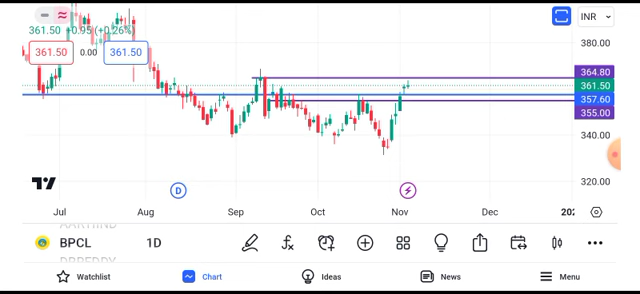 INR
361.50 +0.95 (+0.26%)
361.50 0.00 361.50
380.00
364.80
361.50
357.60
355.00
340.00
320.00
D
Jul Aug Sep Oct Nov Dec
BPCL 1D
Watchlist Chart Ideas News Menu